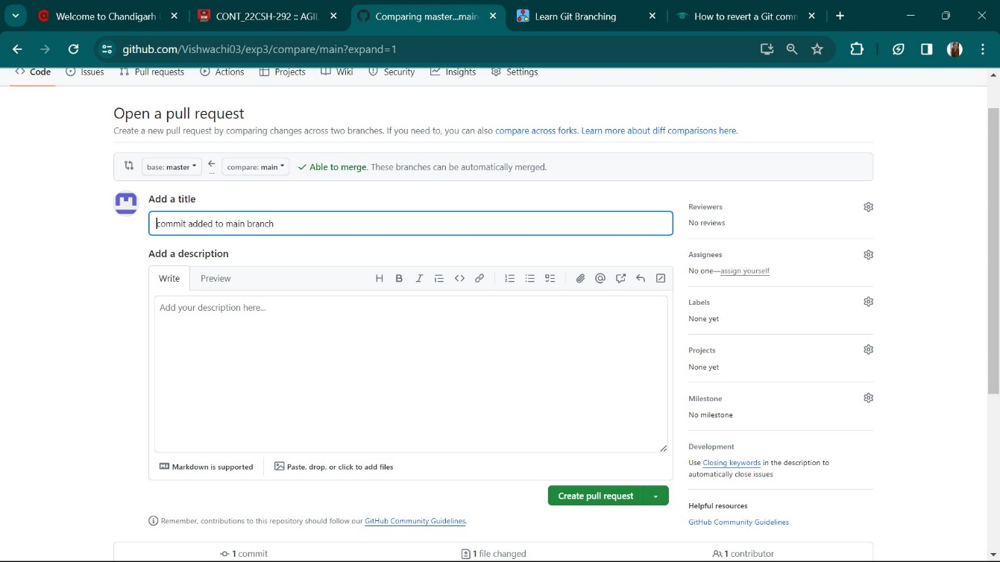 Welcome to Chandigarh
CONT_22CSH-292 :: AGIL
Comparing master...main
Learn Git Branching
How to revert a Git comm
github.com/Vishwachi03/exp3/compare/main?expand=1
Code
Issues
Pull requests
Actions
Projects
Wiki
Security
Insights
Settings
Open a pull request
Create a new pull request by comparing changes across two branches. If you need to, you can also compare across forks. Learn more about diff comparisons here.
base: master
...
compare: main
Able to merge. These branches can be automatically merged.
Add a title
commit added to main branch
Add a description
Write
Preview
Add your description here...
Markdown is supported
Paste, drop, or click to add files
Create pull request
Remember, contributions to this repository should follow our GitHub Community Guidelines.
Reviewers
No reviews
Assignees
No one—assign yourself
Labels
None yet
Projects
None yet
Milestone
No milestone
Development
Use Closing keywords in the description to
automatically close issues
Helpful resources
GitHub Community Guidelines
1 commit
1 file changed
1 contributor